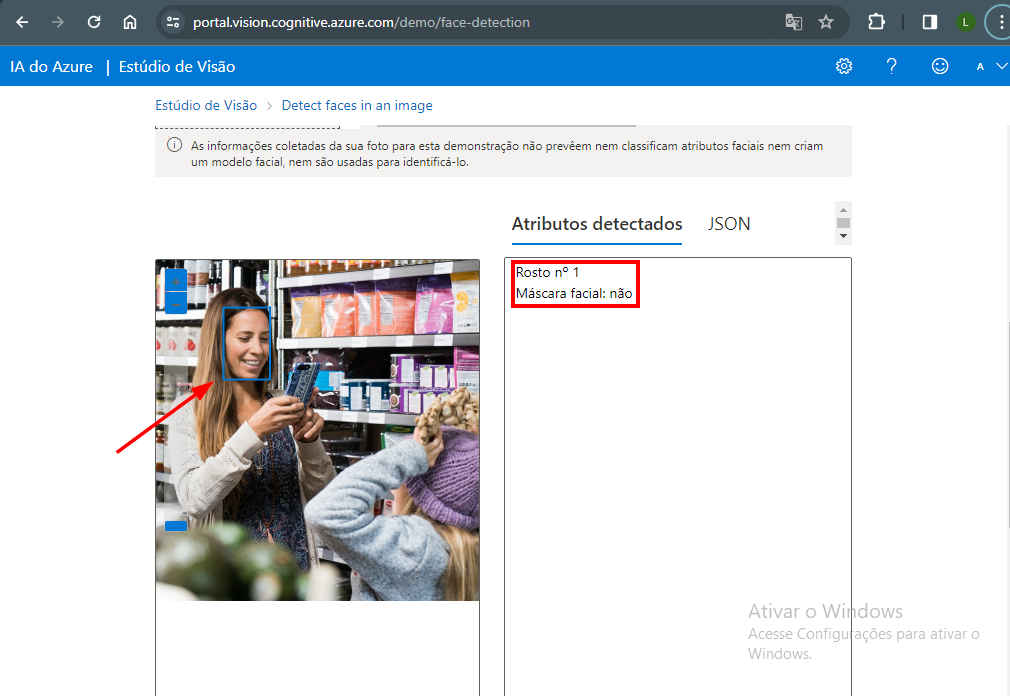 portal.vision.cognitive.azure.com/demo/face-detection
L
IA do Azure | Estúdio de Visão
? A
Estúdio de Visão > Detect faces in an image
As informações coletadas da sua foto para esta demonstração não prevêem nem classificam atributos faciais nem criam
um modelo facial, nem são usadas para identificá-lo.
Atribútos detectados JSON
Rosto nº 1
Máscara facial: não
Ativar o Windows
Acesse Configurações para ativar o
Windows.